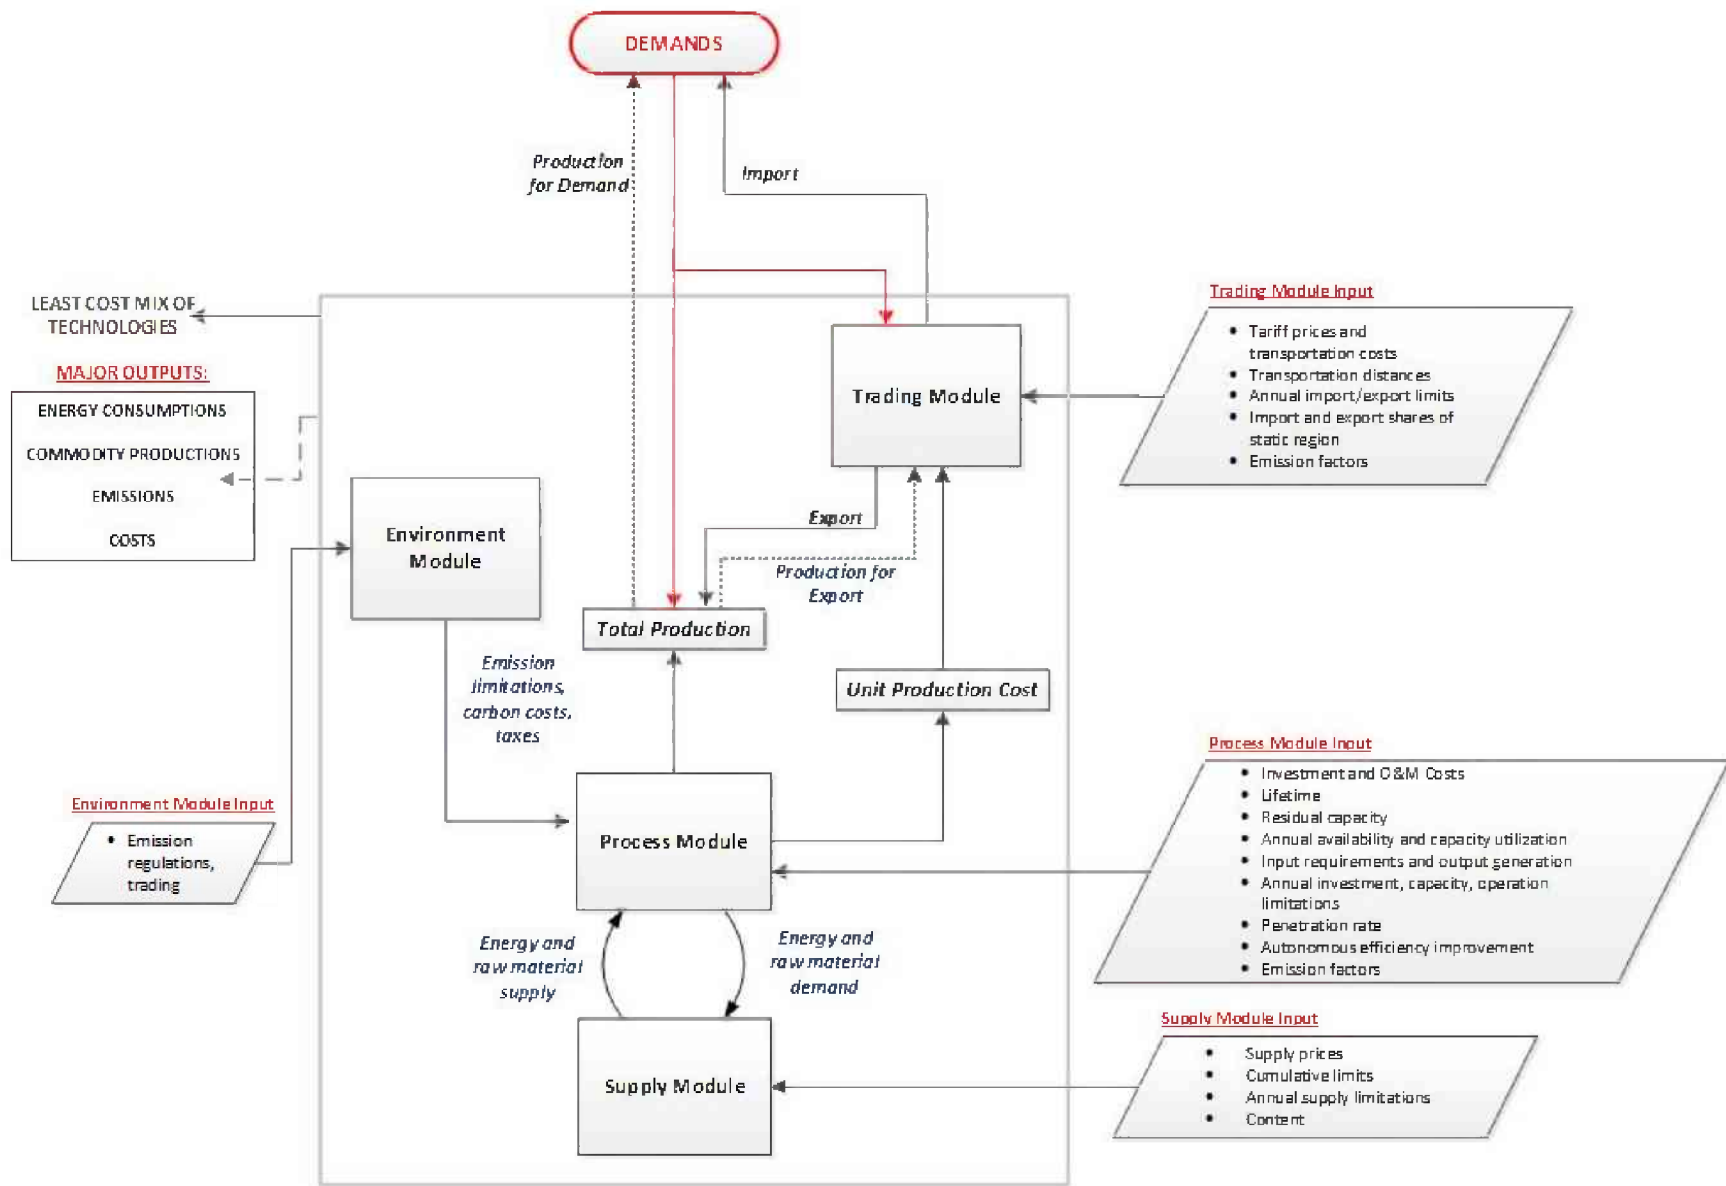 DEMANDS
Production
for Demand
Import
LEAST COST MIX OF
TECHNOLOGIES
MAJOR OUTPUTS:
ENERGY CONSUMPTIONS
COMMODITY PRODUCTIONS
EMISSIONS
COSTS
Trading Module
Trading Module Input
• Tariff prices and
transportation costs
• Transportation distances
• Annual import/export limits
• Import and export shares of
static region
• Emission factors
Environment
Module
Export
Production for
Export
Total Production
Emission
limitations,
carbon costs,
taxes
Unit Production Cost
Environment Module Input
• Emission
regulations,
trading
Process Module
Process Module Input
• Investment and O&M Costs
• Lifetime
• Residual capacity
• Annual availability and capacity utilization
• Input requirements and output generation
• Annual investment, capacity, operation
limitations
• Penetration rate
• Autonomous efficiency improvement
• Emission factors
Energy and
raw material
supply
Energy and
raw material
demand
Supply Module
Supply Module Input
• Supply prices
• Cumulative limits
• Annual supply limitations
• Content